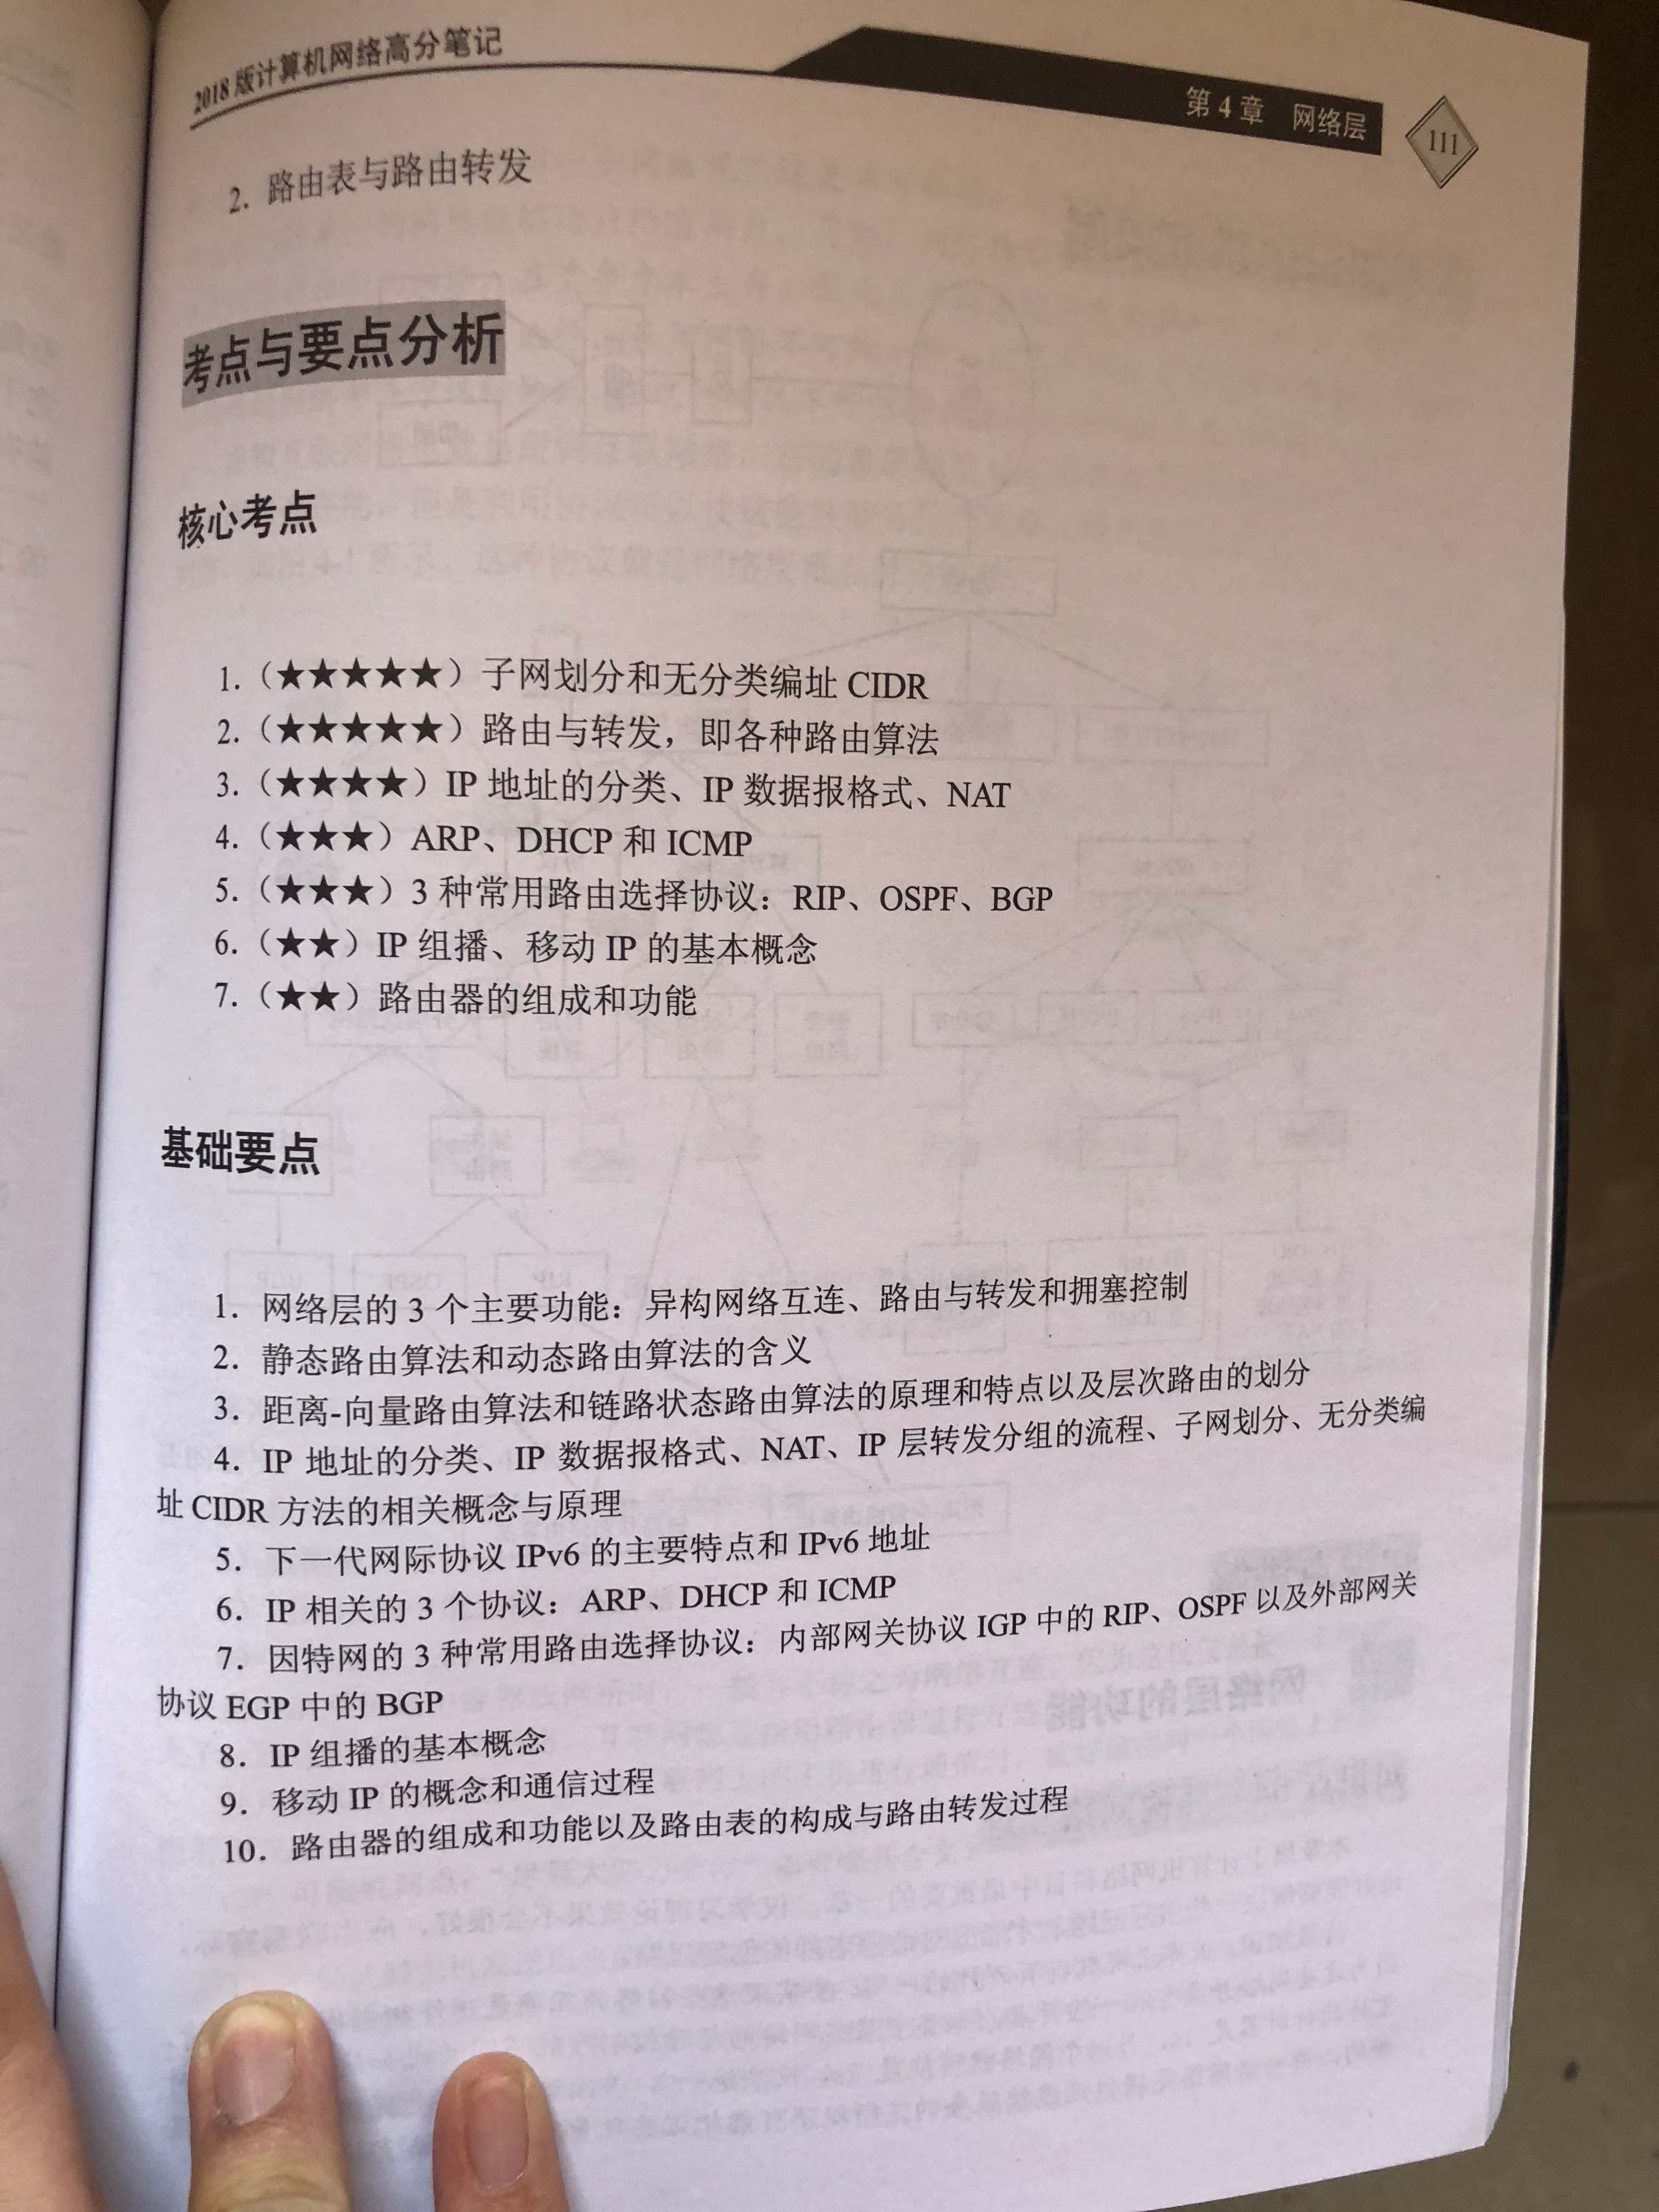 2018 版计算机网络高分笔记
第 4 章 网络层
111
2. 路由表与路由转发
考点与要点分析
核心考点
1.（★★★★★）子网划分和无分类编址 CIDR
2.（★★★★★）路由与转发，即各种路由算法
3.（★★★★）IP 地址的分类、IP 数据报格式、NAT
4.（★★★）ARP、DHCP 和 ICMP
5.（★★★）3 种常用路由选择协议：RIP、OSPF、BGP
6.（★★）IP 组播、移动 IP 的基本概念
7.（★★）路由器的组成和功能
基础要点
1. 网络层的 3 个主要功能：异构网络互连、路由与转发和拥塞控制
2. 静态路由算法和动态路由算法的含义
3. 距离-向量路由算法和链路状态路由算法的原理和特点以及层次路由的划分
4. IP 地址的分类、IP 数据报格式、NAT、IP 层转发分组的流程、子网划分、无分类编
址 CIDR 方法的相关概念与原理
5. 下一代网际协议 IPv6 的主要特点和 IPv6 地址
6. IP 相关的 3 个协议：ARP、DHCP 和 ICMP
7. 因特网的 3 种常用路由选择协议：内部网关协议 IGP 中的 RIP、OSPF 以及外部网关
协议 EGP 中的 BGP
8. IP 组播的基本概念
9. 移动 IP 的概念和通信过程
10. 路由器的组成和功能以及路由表的构成与路由转发过程